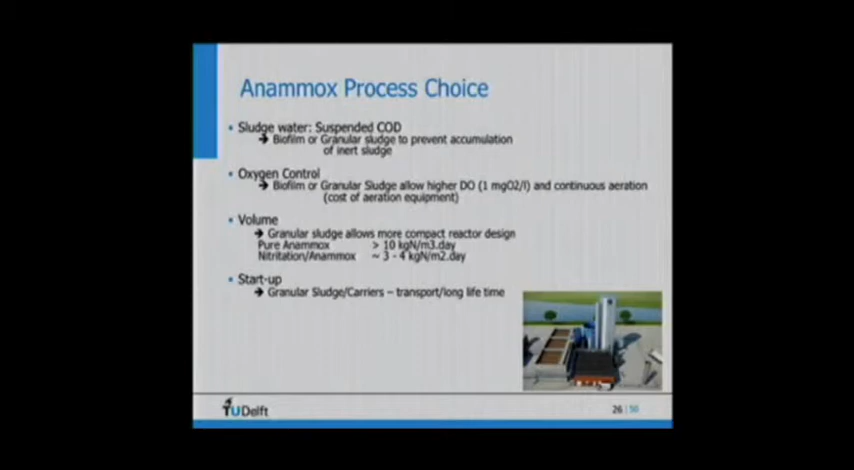 Anammox Process Choice
▪ Sludge water: Suspended COD
➔ Biofilm or Granular sludge to prevent accumulation
of inert sludge
▪ Oxygen Control
➔ Biofilm or Granular Sludge allow higher DO (1 mgO2/l) and continuous aeration
(cost of aeration equipment)
▪ Volume
➔ Granular sludge allows more compact reactor design
Pure Anammox > 10 kgN/m3.day
Nitritation/Anammox ~ 3 - 4 kgN/m2.day
▪ Start-up
➔ Granular Sludge/Carriers – transport/long life time
TU Delft
26 | 50